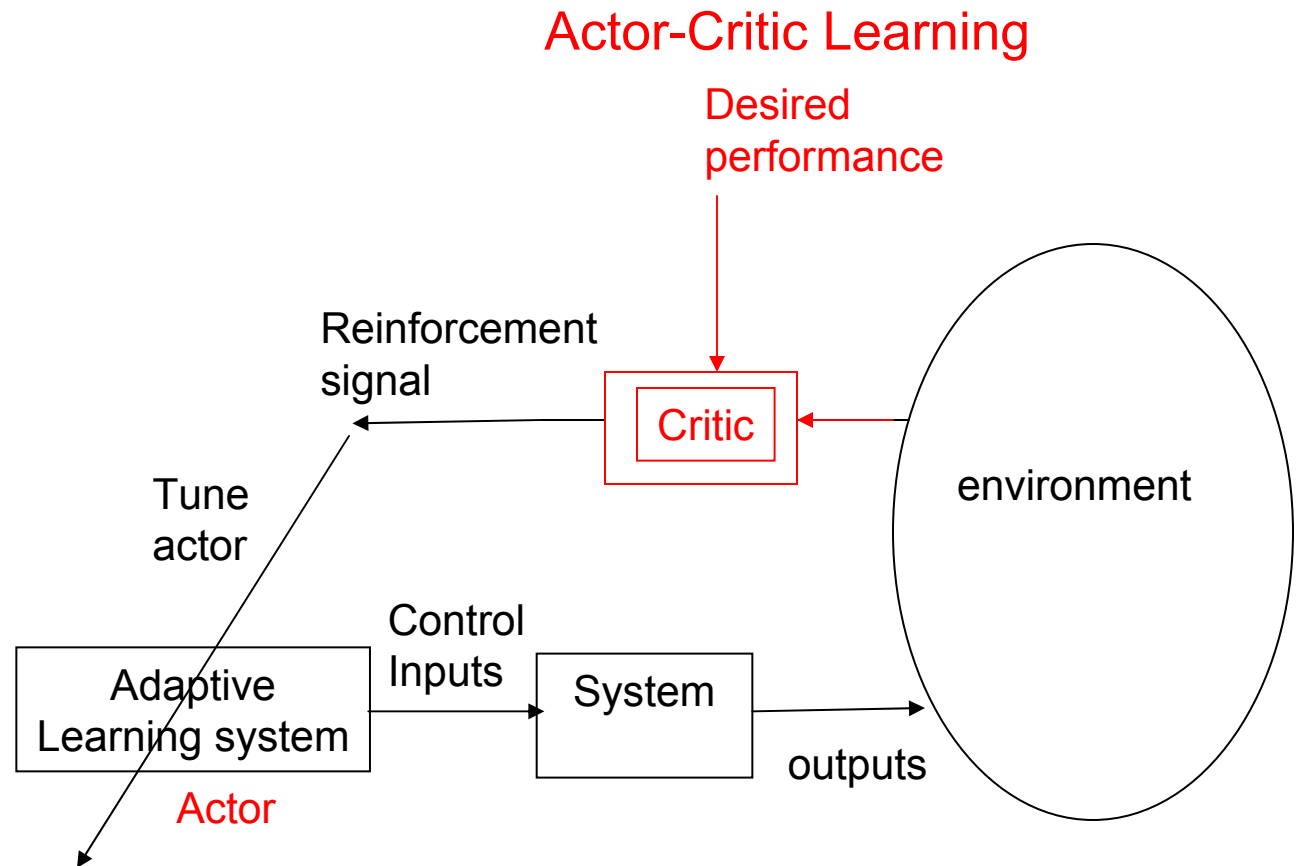 Actor-Critic Learning
Desired
performance
Reinforcement
signal
Critic
environment
Tune
actor
Control
Inputs
Adaptive
Learning system
System
outputs
Actor